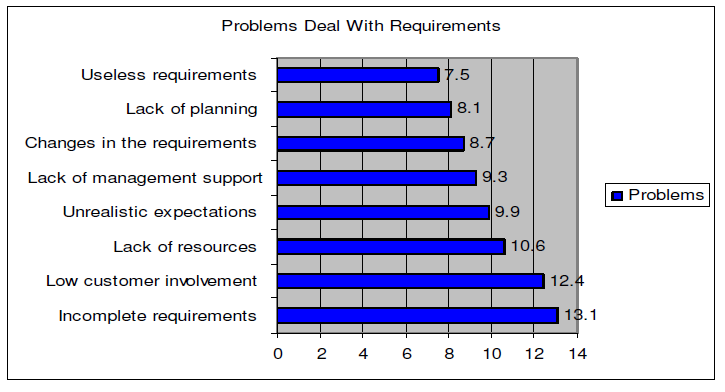 Problems Deal With Requirements
Useless requirements 7.5
Lack of planning 8.1
Changes in the requirements 8.7
Lack of management support 9.3
Unrealistic expectations 9.9
Lack of resources 10.6
Low customer involvement 12.4
Incomplete requirements 13.1
0 2 4 6 8 10 12 14
Problems